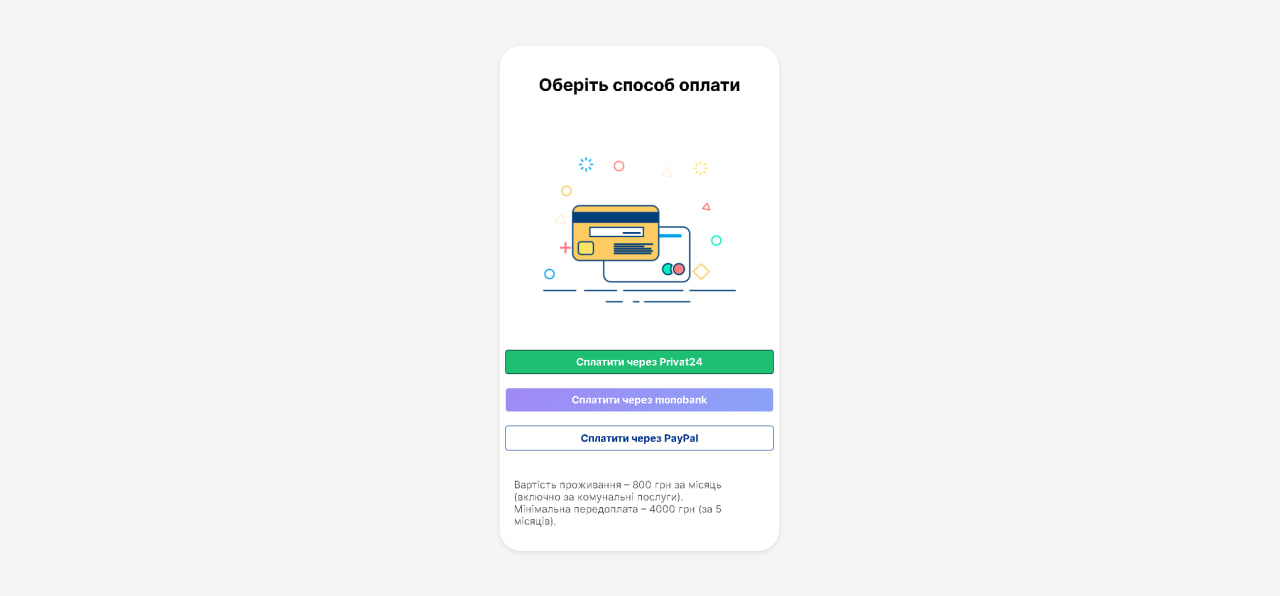 Оберіть спосіб оплати
Сплатити через Privat24
Сплатити через monobank
Сплатити через PayPal
Вартість проживання – 800 грн за місяць
(включно за комунальні послуги).
Мінімальна передоплата – 4000 грн (за 5
місяців).